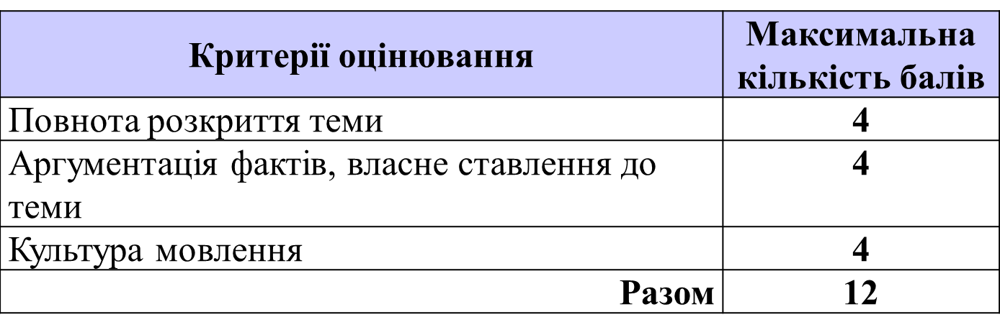 Критерії оцінювання
Максимальна
кількість балів
Повнота розкриття теми
4
Аргументація фактів, власне ставлення до
теми
4
Культура мовлення
4
Разом
12